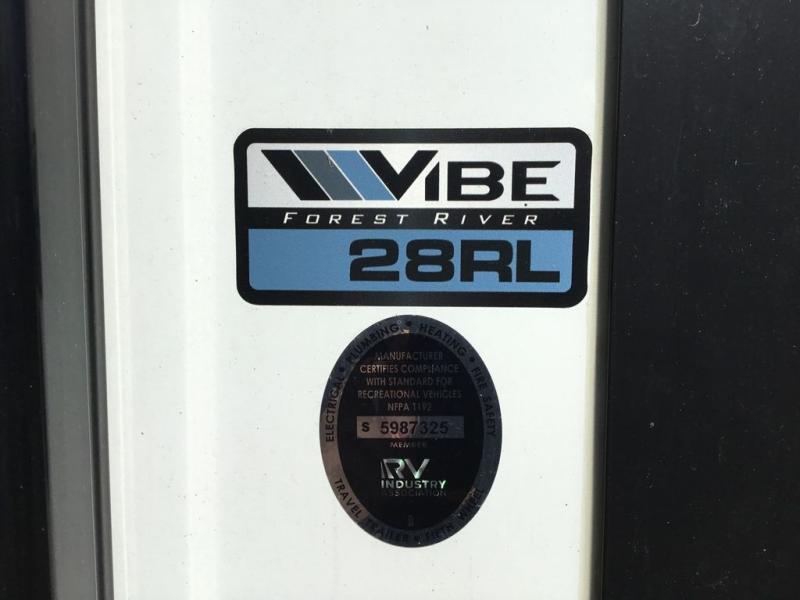 VIBE
FOREST RIVER
28RL
ELECTRICAL • PLUMBING • HEATING • FIRE SAFETY
MANUFACTURER
CERTIFIES COMPLIANCE
WITH STANDARD FOR
RECREATIONAL VEHICLES
NFPA 1192
S 5987325
MEMBER
RV
INDUSTRY
ASSOCIATION
TRAVEL TRAILER • FIFTH WHEEL